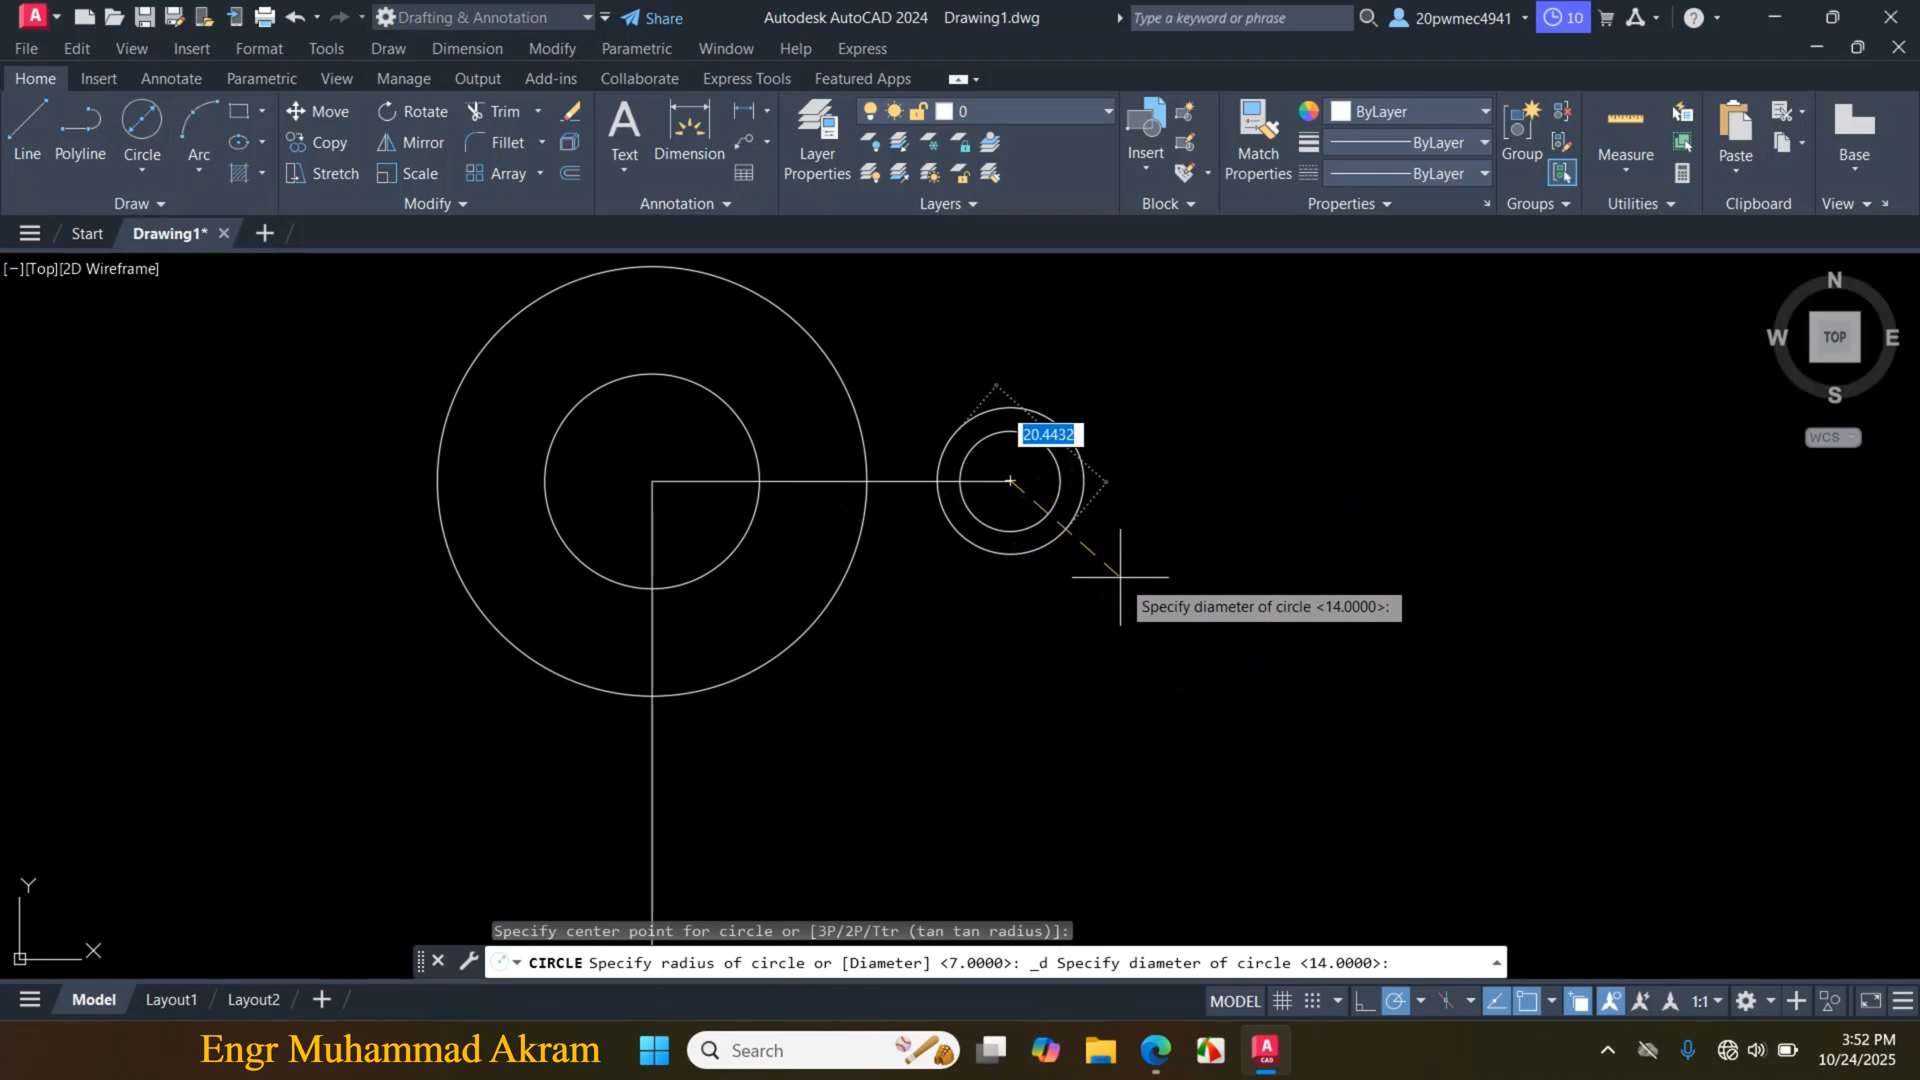 Drafting & Annotation
Share
Autodesk AutoCAD 2024 Drawing1.dwg
Type a keyword or phrase
20pwmec4941
10
File Edit View Insert Format Tools Draw Dimension Modify Parametric Window Help Express
Home Insert Annotate Parametric View Manage Output Add-ins Collaborate Express Tools Featured Apps
Line Polyline Circle Arc
Move Rotate Trim
Copy Mirror Fillet
Stretch Scale Array
Text Dimension
Layer Properties
0
Insert
Match Properties
ByLayer
ByLayer
ByLayer
Group
Measure
Paste
Base
Draw Modify Annotation Layers Block Properties Groups Utilities Clipboard View
Start Drawing1*
[−][Top][2D Wireframe]
N
W TOP E
S
WCS
20.4432
Specify diameter of circle <14.0000>:
Y
X
Specify center point for circle or [3P/2P/Ttr (tan tan radius)]:
CIRCLE Specify radius of circle or [Diameter] <7.0000>: _d Specify diameter of circle <14.0000>:
Model Layout1 Layout2
MODEL
1:1
Engr Muhammad Akram
Search
3:52 PM
10/24/2025